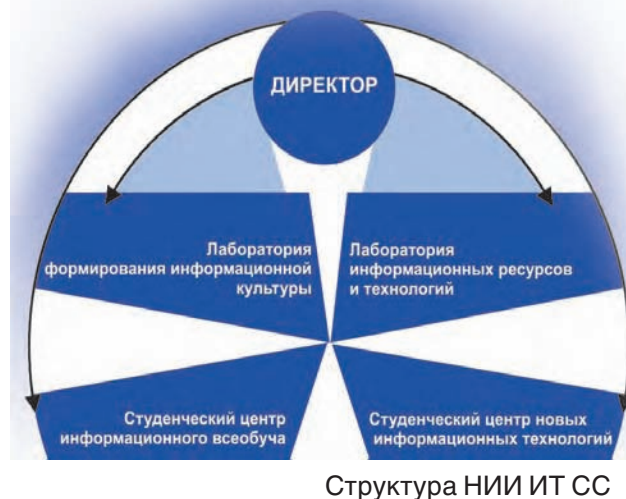 ДИРЕКТОР
Лаборатория
формирования информационной
культуры
Лаборатория
информационных ресурсов
и технологий
Студенческий центр
информационного всеобуча
Студенческий центр новых
информационных технологий
Структура НИИ ИТ СС